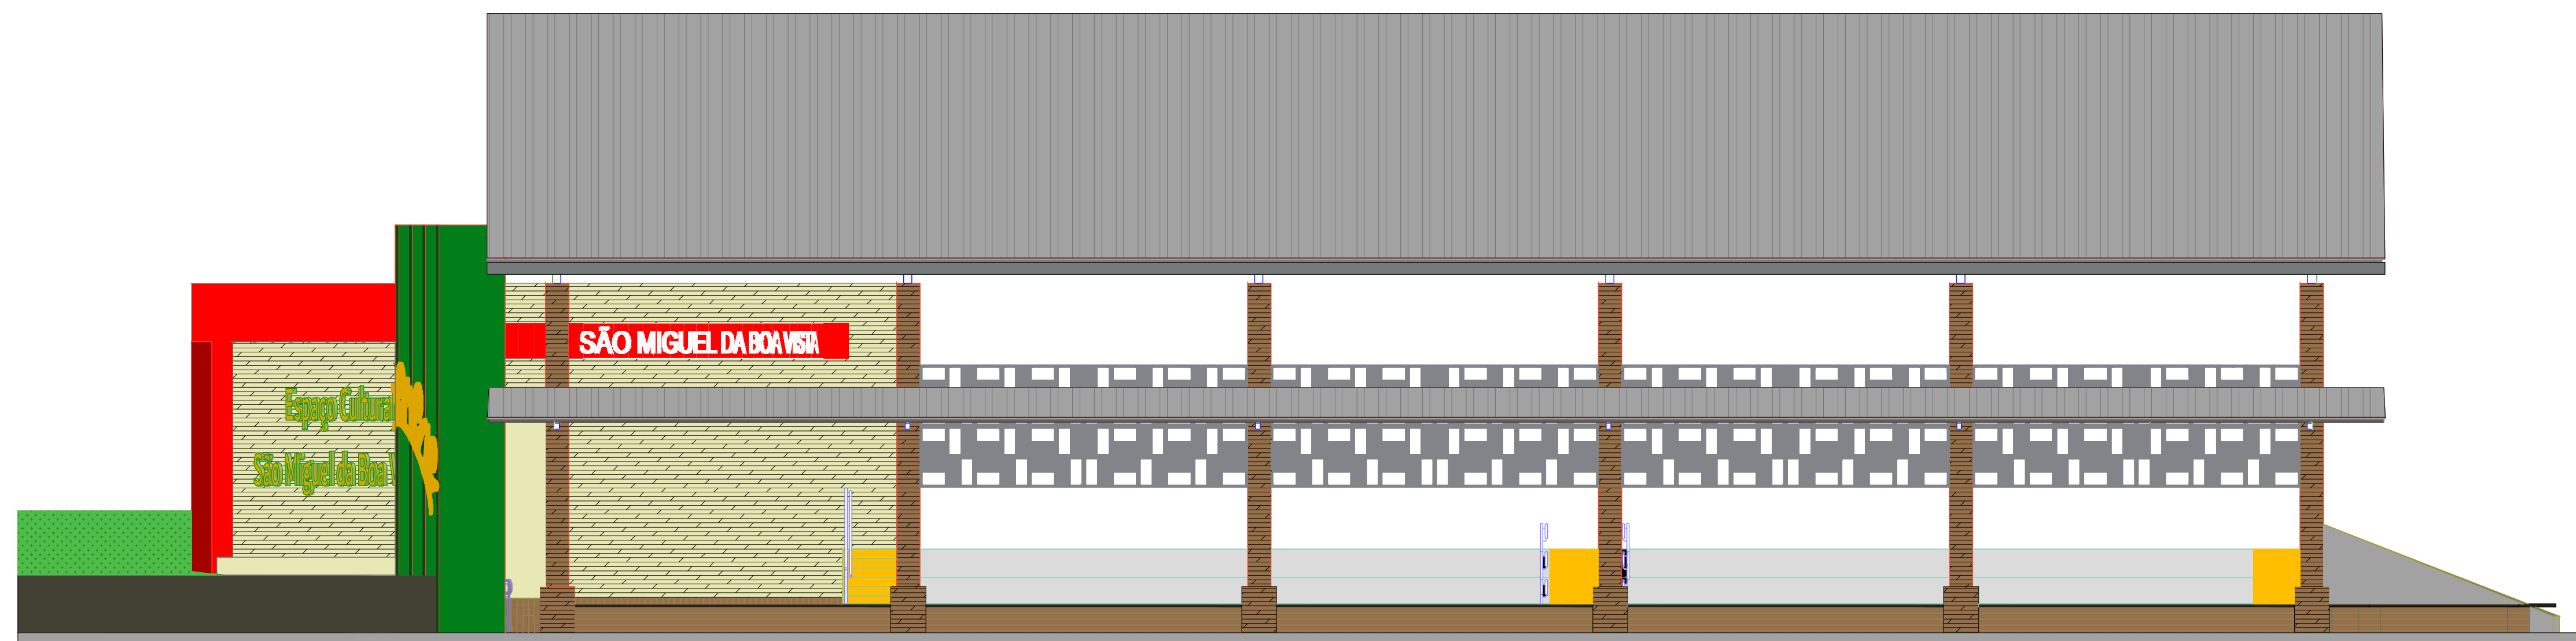 SÃO MIGUEL DA BOA VISTA
Espaço Cultural
São Miguel da Boa V